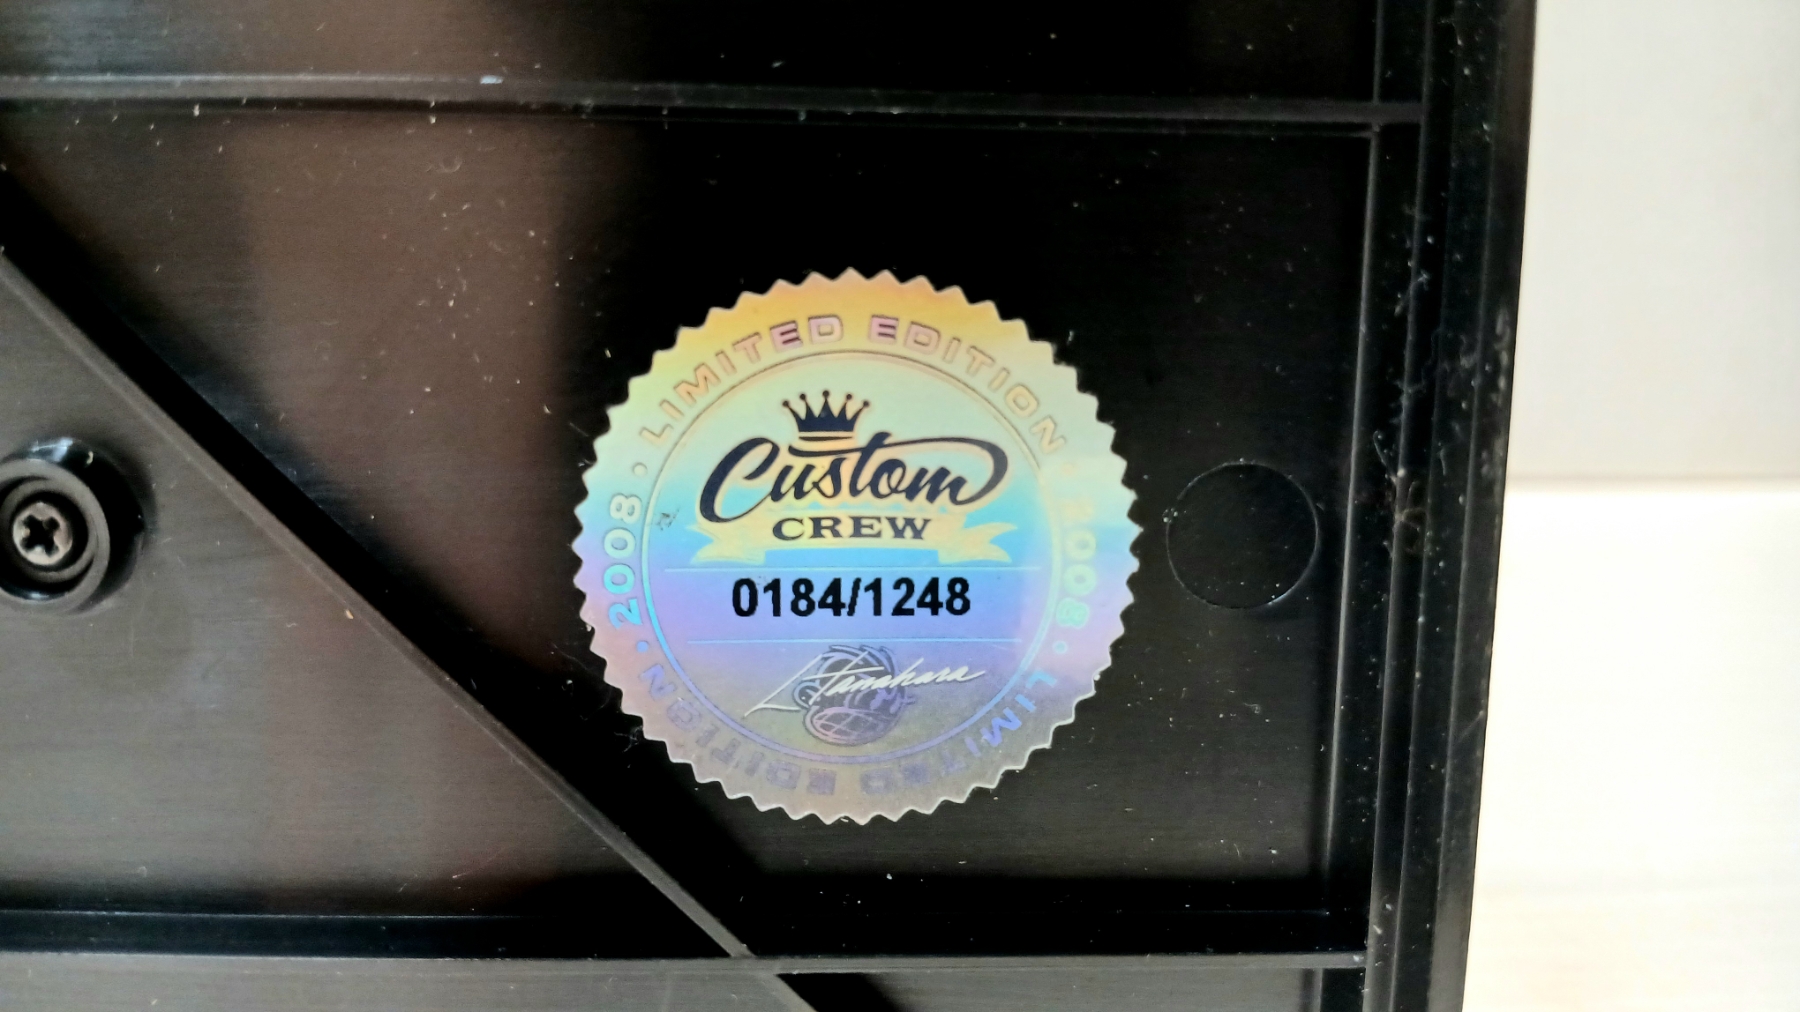 LIMITED EDITION · 2008 · LIMITED EDITION · 2008 ·
Custom
CREW
0184/1248